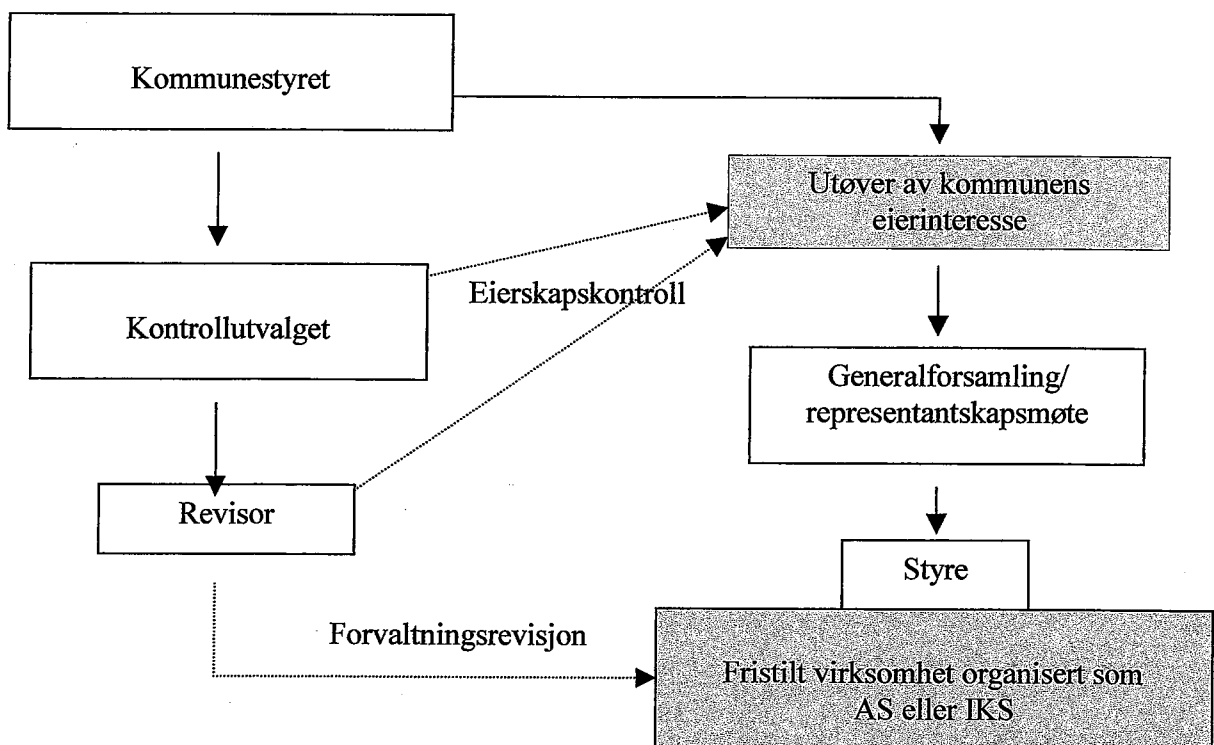 Kommunestyret
Utøver av kommunens
eierinteresse
Eierskapskontroll
Kontrollutvalget
Generalforsamling/
representantskapsmøte
Revisor
Styre
Forvaltningsrevisjon
Fristilt virksomhet organisert som
AS eller IKS